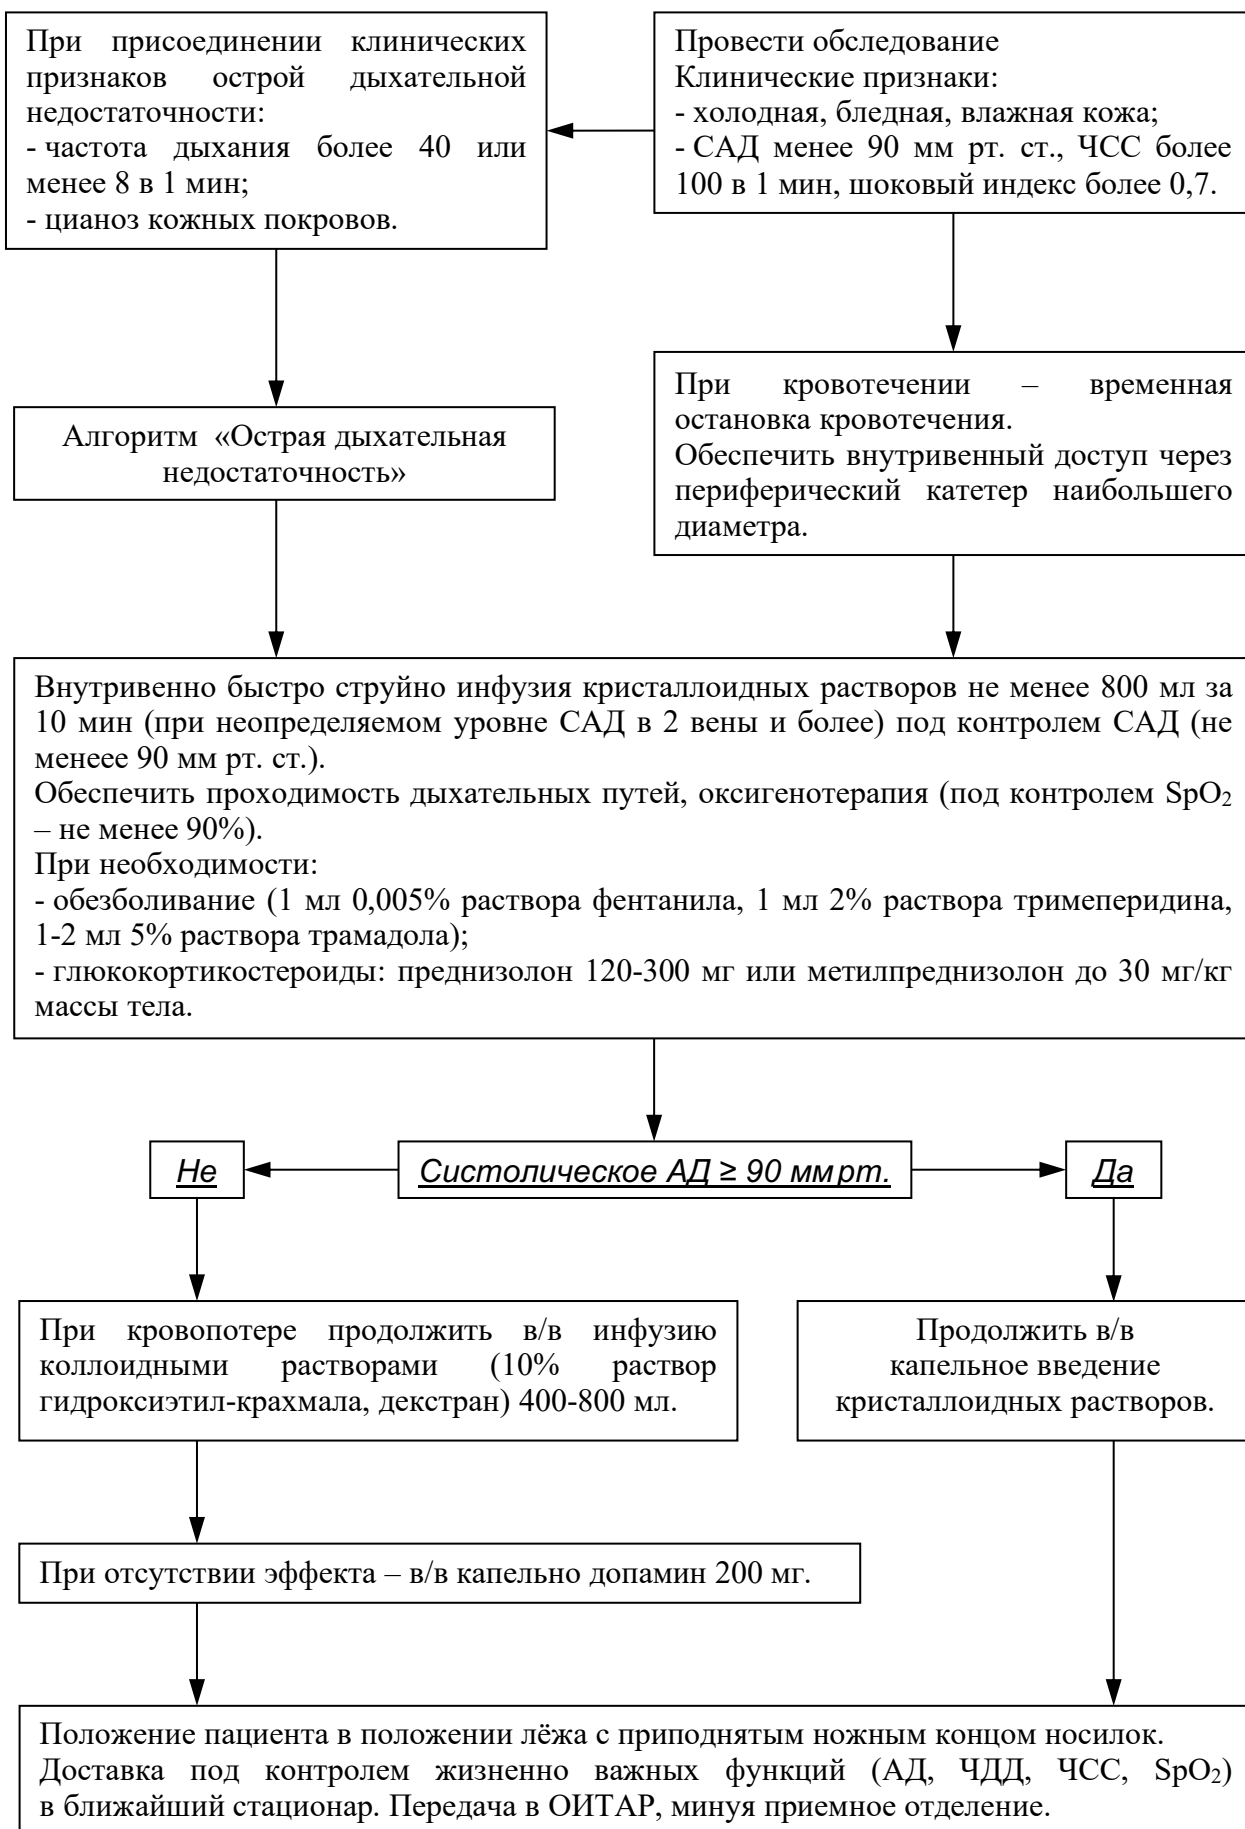 При присоединении клинических
признаков острой дыхательной
недостаточности:
- частота дыхания более 40 или
менее 8 в 1 мин;
- цианоз кожных покровов.
Провести обследование
Клинические признаки:
- холодная, бледная, влажная кожа;
- САД менее 90 мм рт. ст., ЧСС более
100 в 1 мин, шоковый индекс более 0,7.
Алгоритм «Острая дыхательная
недостаточность»
При кровотечении – временная
остановка кровотечения.
Обеспечить внутривенный доступ через
периферический катетер наибольшего
диаметра.
Внутривенно быстро струйно инфузия кристаллоидных растворов не менее 800 мл за
10 мин (при неопределяемом уровне САД в 2 вены и более) под контролем САД (не
менеее 90 мм рт. ст.).
Обеспечить проходимость дыхательных путей, оксигенотерапия (под контролем SpO₂
– не менее 90%).
При необходимости:
- обезболивание (1 мл 0,005% раствора фентанила, 1 мл 2% раствора тримеперидина,
1-2 мл 5% раствора трамадола);
- глюкокортикостероиды: преднизолон 120-300 мг или метилпреднизолон до 30 мг/кг
массы тела.
Не
Систолическое АД ≥ 90 мм рт.
Да
При кровопотере продолжить в/в инфузию
коллоидными растворами (10% раствор
гидроксиэтил-крахмала, декстран) 400-800 мл.
Продолжить в/в
капельное введение
кристаллоидных растворов.
При отсутствии эффекта – в/в капельно допамин 200 мг.
Положение пациента в положении лёжа с приподнятым ножным концом носилок.
Доставка под контролем жизненно важных функций (АД, ЧДД, ЧСС, SpO₂)
в ближайший стационар. Передача в ОИТАР, минуя приемное отделение.